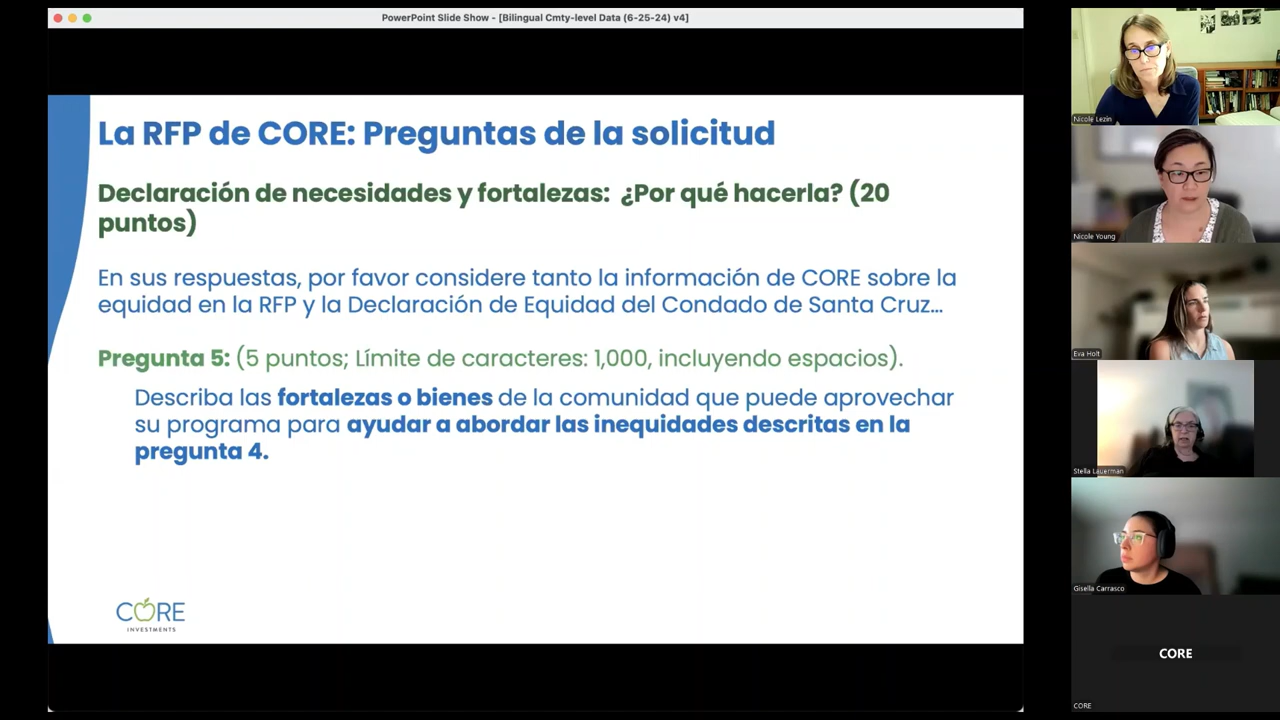 PowerPoint Slide Show - [Bilingual Cmty-level Data (6-25-24) v4]
La RFP de CORE: Preguntas de la solicitud
Declaración de necesidades y fortalezas: ¿Por qué hacerla? (20
puntos)
En sus respuestas, por favor considere tanto la información de CORE sobre la
equidad en la RFP y la Declaración de Equidad del Condado de Santa Cruz...
Pregunta 5: (5 puntos; Límite de caracteres: 1,000, incluyendo espacios).
Describa las fortalezas o bienes de la comunidad que puede aprovechar
su programa para ayudar a abordar las inequidades descritas en la
pregunta 4.
CORE
INVESTMENTS
Nicole Lezin
Nicole Young
Eva Holt
Stella Lauerman
Gisella Carrasco
CORE
CORE